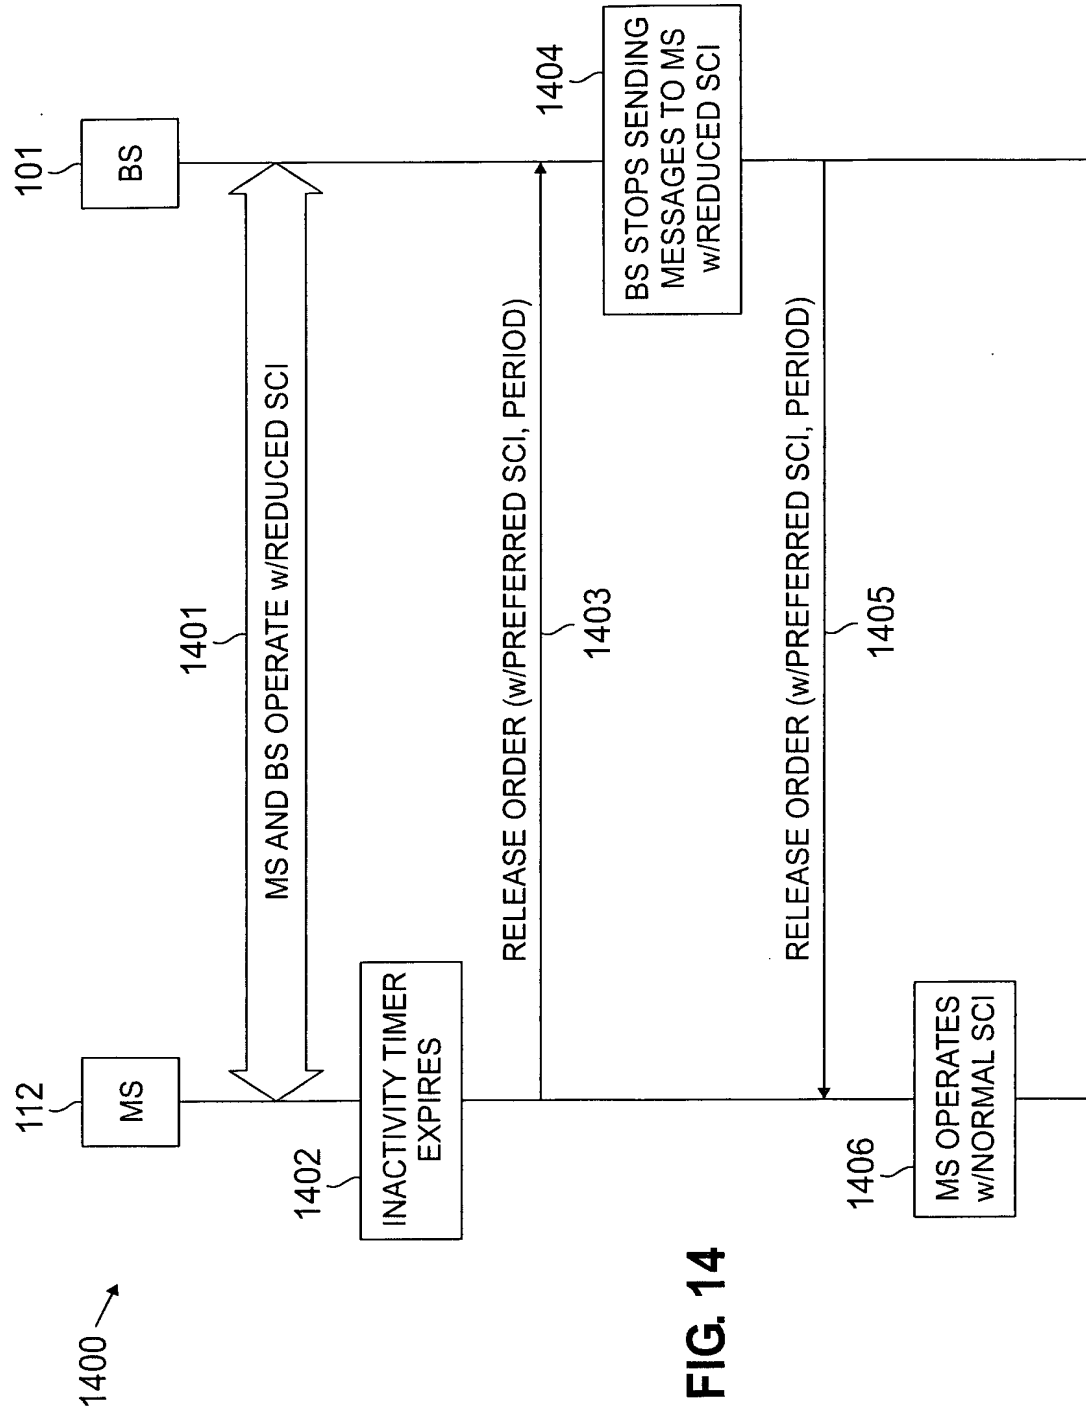 1400
112
MS
101
BS
1401
MS AND BS OPERATE w/REDUCED SCI
1402
INACTIVITY TIMER
EXPIRES
RELEASE ORDER (w/PREFERRED SCI, PERIOD)
1403
1404
BS STOPS SENDING
MESSAGES TO MS
w/REDUCED SCI
RELEASE ORDER (w/PREFERRED SCI, PERIOD)
1405
1406
MS OPERATES
w/NORMAL SCI
FIG. 14